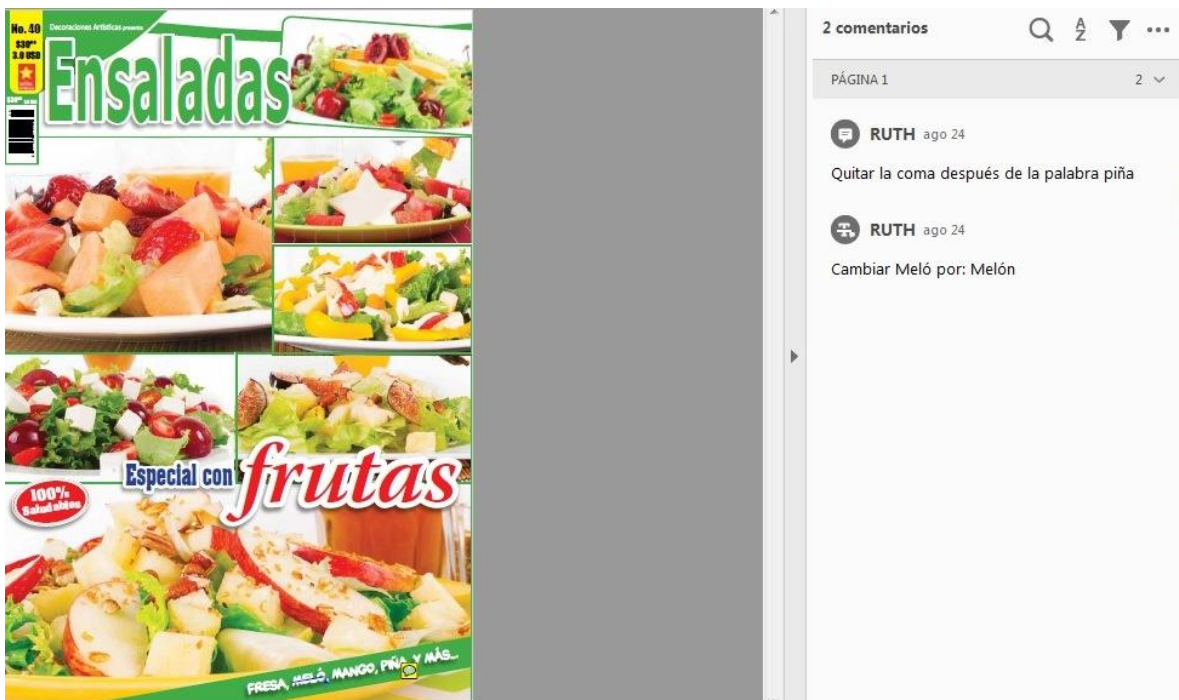 No. 40
$30°°
3.0 USD
Decoraciones Artísticas presenta
Ensaladas
Especial con frutas
100%
Saludables
FRESA, MELÓ, MANGO, PIÑA, Y MÁS...
2 comentarios
PÁGINA 1 2
RUTH ago 24
Quitar la coma después de la palabra piña
RUTH ago 24
Cambiar Meló por: Melón